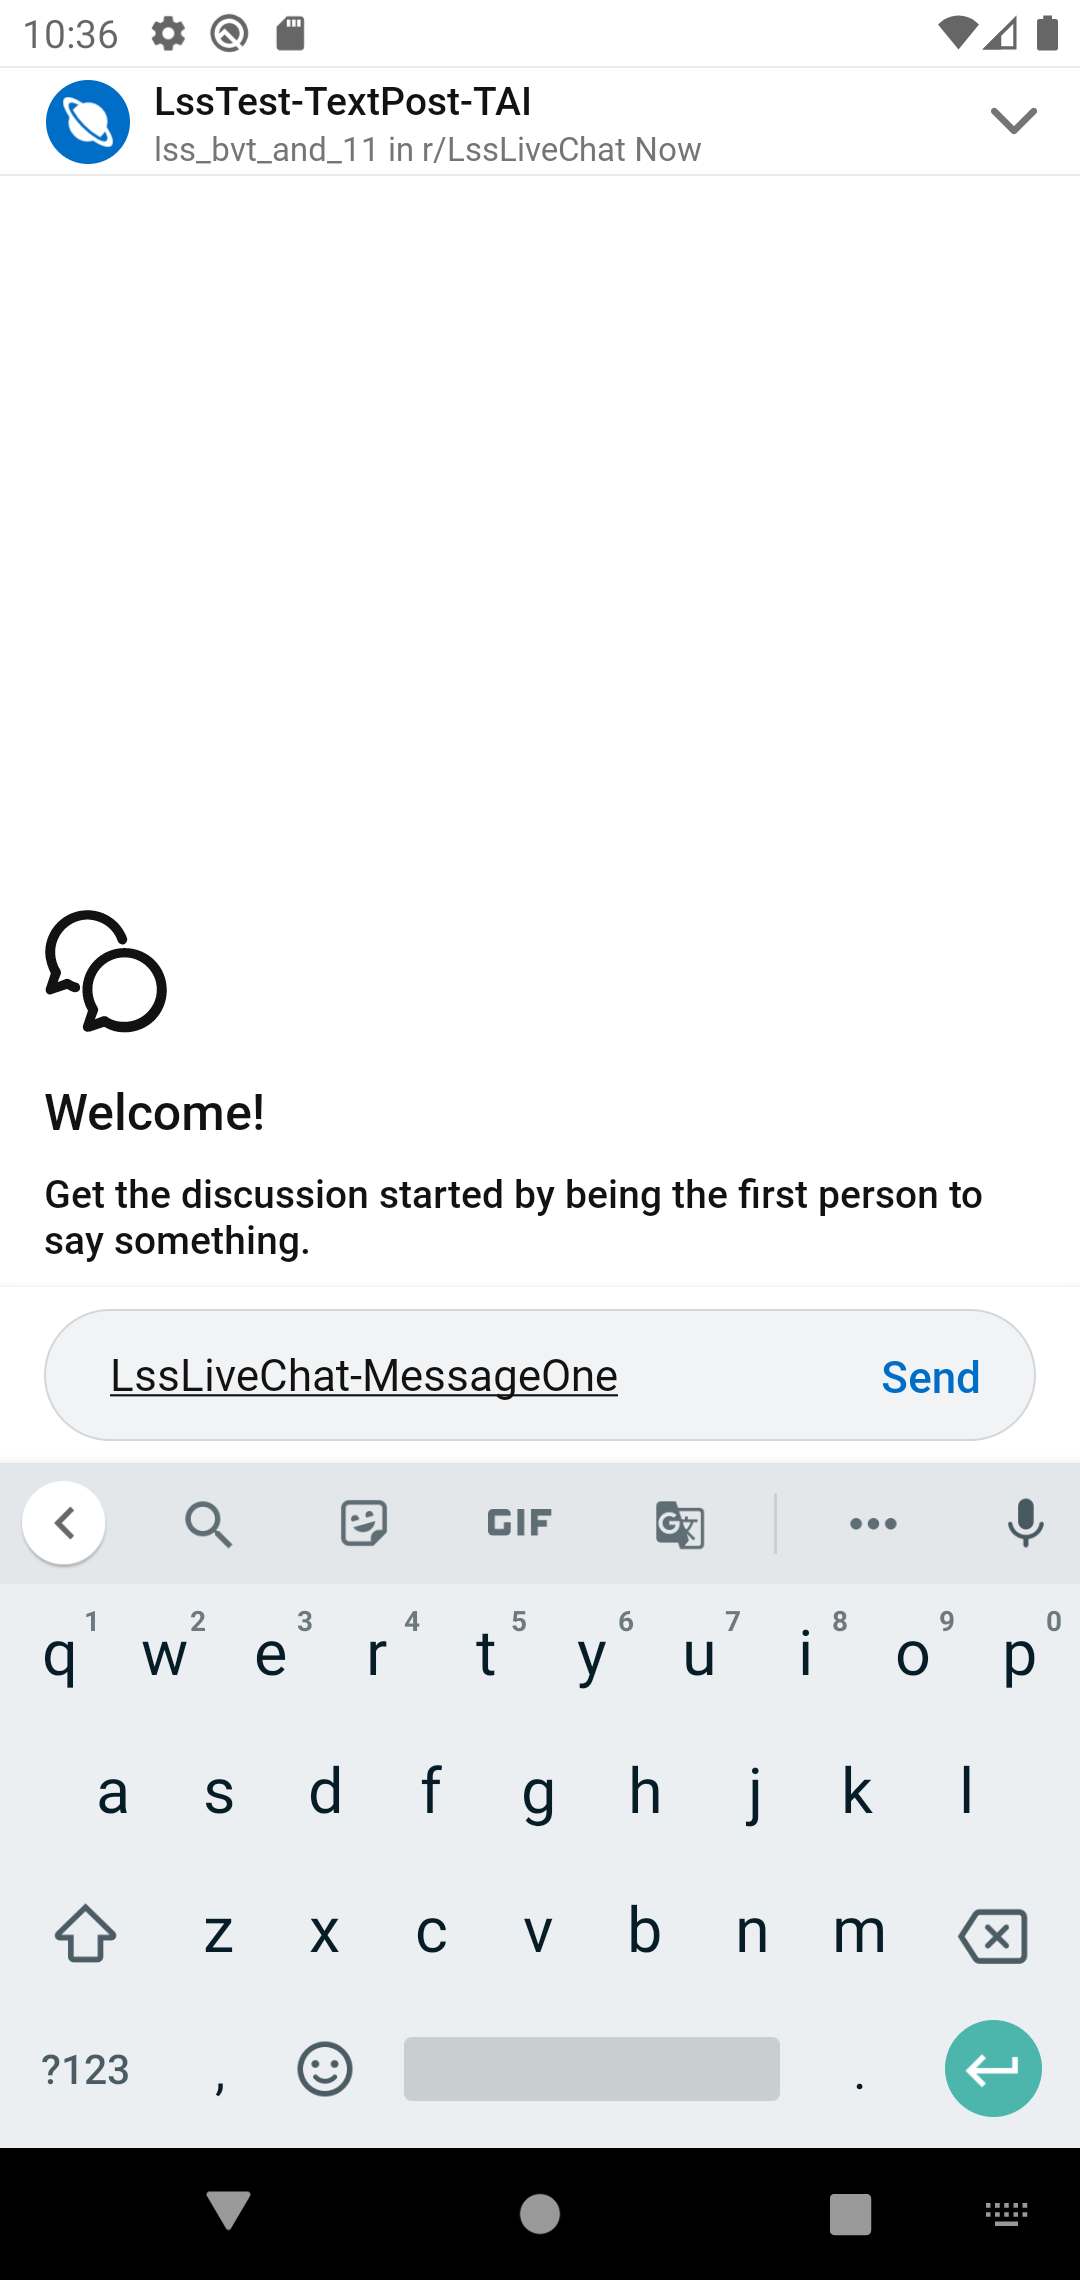 10:36
LssTest-TextPost-TAI
lss_bvt_and_11 in r/LssLiveChat Now
Welcome!
Get the discussion started by being the first person to
say something.
LssLiveChat-MessageOne Send
GIF
1 2 3 4 5 6 7 8 9 0
q w e r t y u i o p
a s d f g h j k l
z x c v b n m
?123 , .